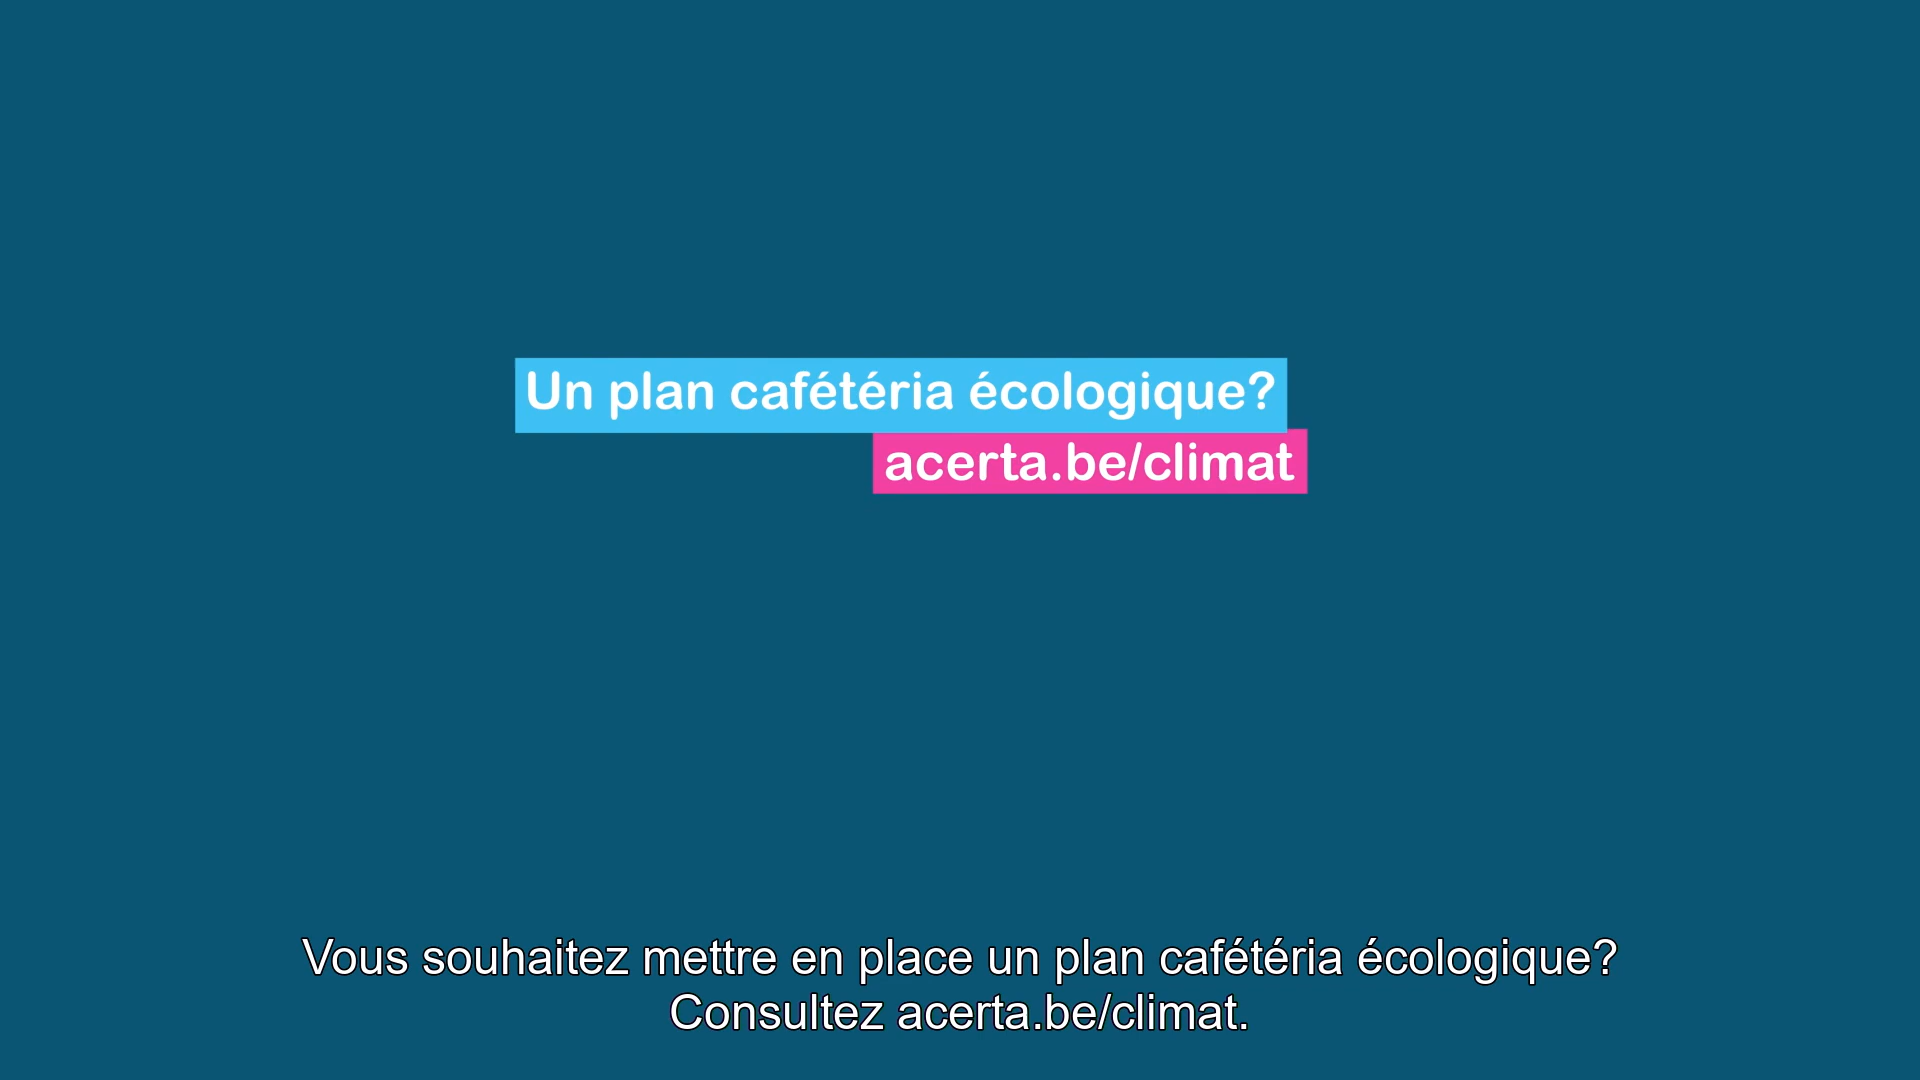 Un plan cafétéria écologique?
acerta.be/climat
Vous souhaitez mettre en place un plan cafétéria écologique?
Consultez acerta.be/climat.